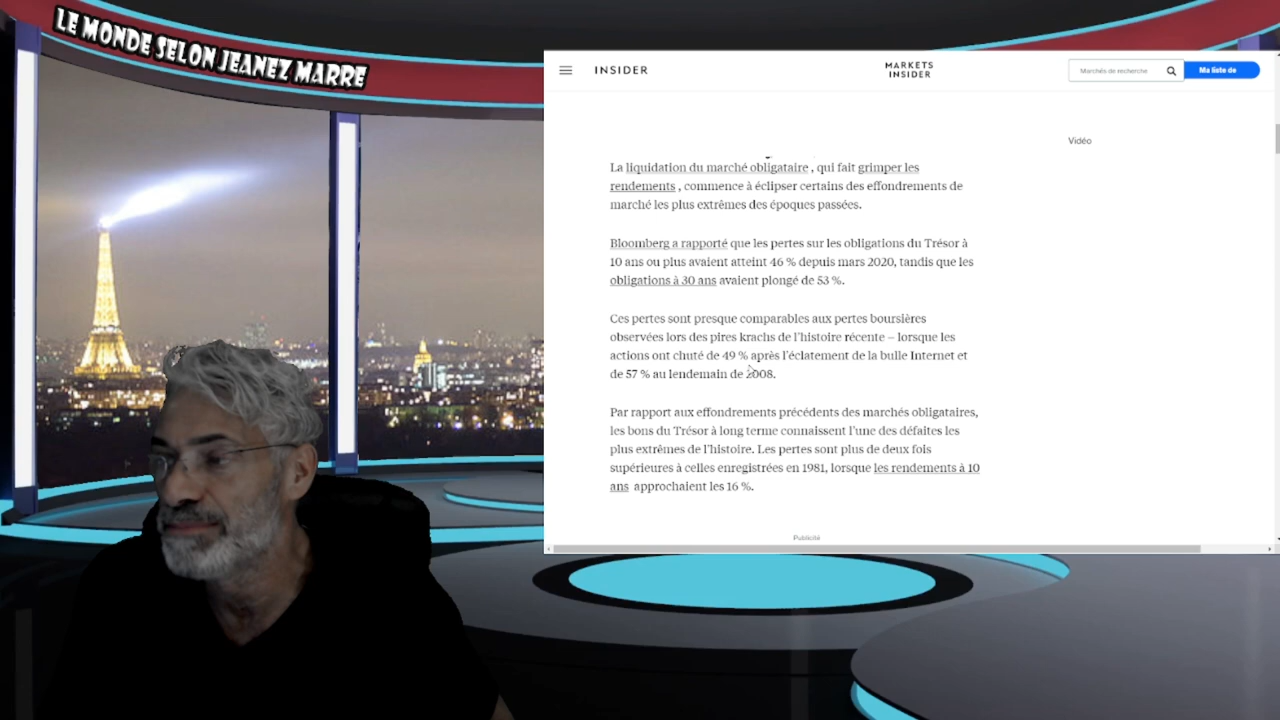 LE MONDE SELON JEANEZ MARRE
INSIDER
MARKETS
INSIDER
Marchés de recherche
Ma liste de
Vidéo
La liquidation du marché obligataire , qui fait grimper les
rendements , commence à éclipser certains des effondrements de
marché les plus extrêmes des époques passées.
Bloomberg a rapporté que les pertes sur les obligations du Trésor à
10 ans ou plus avaient atteint 46 % depuis mars 2020, tandis que les
obligations à 30 ans avaient plongé de 53 %.
Ces pertes sont presque comparables aux pertes boursières
observées lors des pires krachs de l'histoire récente – lorsque les
actions ont chuté de 49 % après l'éclatement de la bulle Internet et
de 57 % au lendemain de 2008.
Par rapport aux effondrements précédents des marchés obligataires,
les bons du Trésor à long terme connaissent l'une des défaites les
plus extrêmes de l'histoire. Les pertes sont plus de deux fois
supérieures à celles enregistrées en 1981, lorsque les rendements à 10
ans approchaient les 16 %.
Publicité